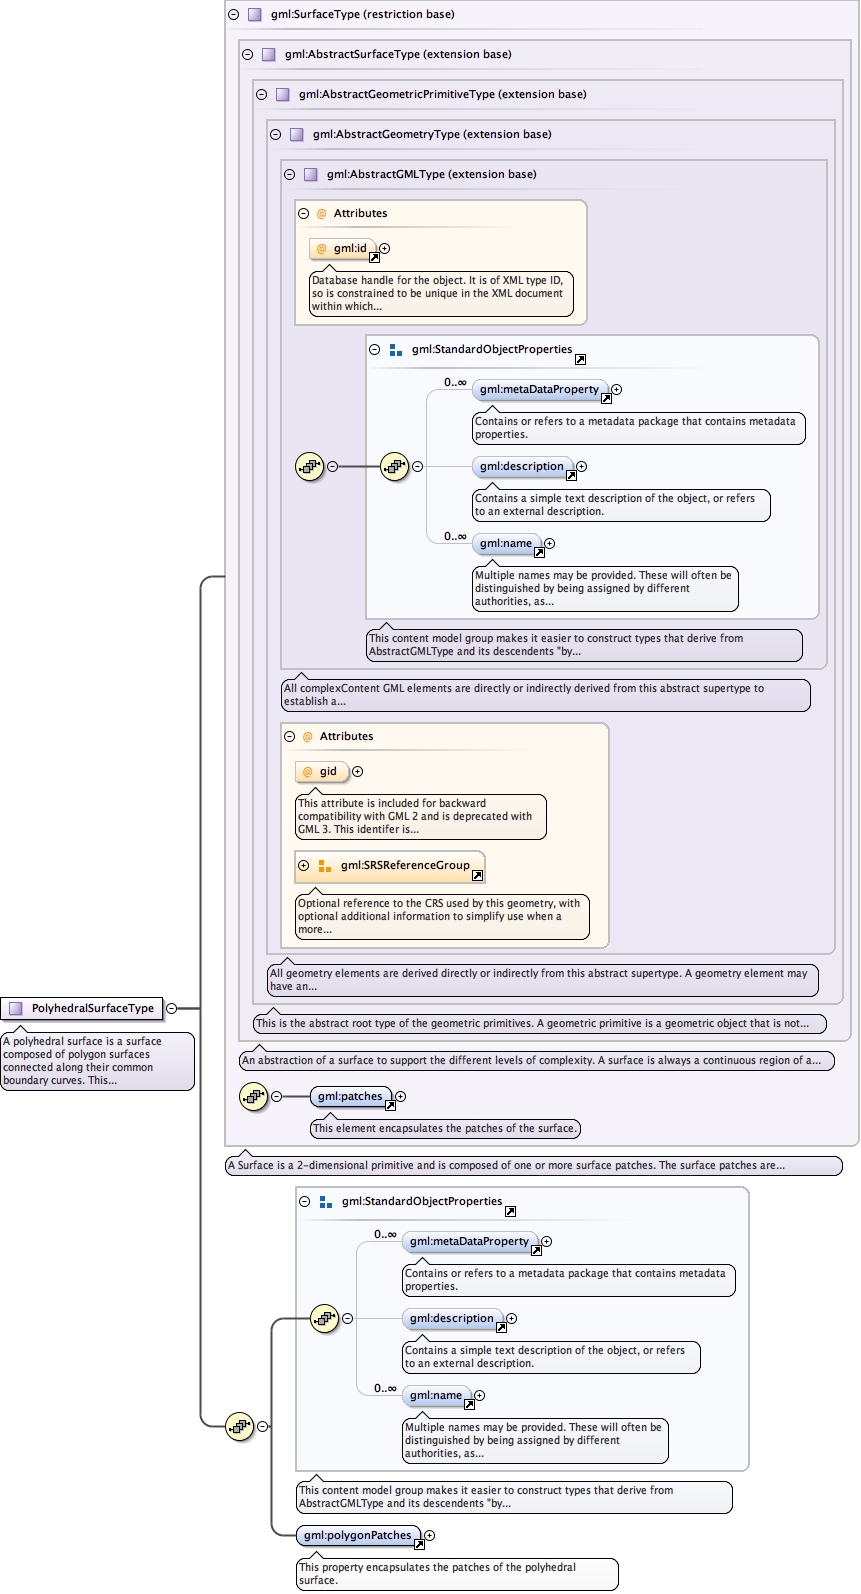 gml:SurfaceType (restriction base)
gml:AbstractSurfaceType (extension base)
gml:AbstractGeometricPrimitiveType (extension base)
gml:AbstractGeometryType (extension base)
gml:AbstractGMLType (extension base)
@ Attributes
@ gml:id
Database handle for the object. It is of XML type ID,
so is constrained to be unique in the XML document
within which...
gml:StandardObjectProperties
0..∞
gml:metaDataProperty
Contains or refers to a metadata package that contains metadata
properties.
gml:description
Contains a simple text description of the object, or refers
to an external description.
0..∞
gml:name
Multiple names may be provided. These will often be
distinguished by being assigned by different
authorities, as...
This content model group makes it easier to construct types that derive from
AbstractGMLType and its descendents "by...
All complexContent GML elements are directly or indirectly derived from this abstract supertype to
establish a...
@ Attributes
@ gid
This attribute is included for backward
compatibility with GML 2 and is deprecated with
GML 3. This identifer is...
gml:SRSReferenceGroup
Optional reference to the CRS used by this geometry, with
optional additional information to simplify use when a
more...
All geometry elements are derived directly or indirectly from this abstract supertype. A geometry element may
have an...
This is the abstract root type of the geometric primitives. A geometric primitive is a geometric object that is not...
An abstraction of a surface to support the different levels of complexity. A surface is always a continuous region of a...
PolyhedralSurfaceType
A polyhedral surface is a surface
composed of polygon surfaces
connected along their common
boundary curves. This...
gml:patches
This element encapsulates the patches of the surface.
A Surface is a 2-dimensional primitive and is composed of one or more surface patches. The surface patches are...
gml:StandardObjectProperties
0..∞
gml:metaDataProperty
Contains or refers to a metadata package that contains metadata
properties.
gml:description
Contains a simple text description of the object, or refers
to an external description.
0..∞
gml:name
Multiple names may be provided. These will often be
distinguished by being assigned by different
authorities, as...
This content model group makes it easier to construct types that derive from
AbstractGMLType and its descendents "by...
gml:polygonPatches
This property encapsulates the patches of the polyhedral
surface.